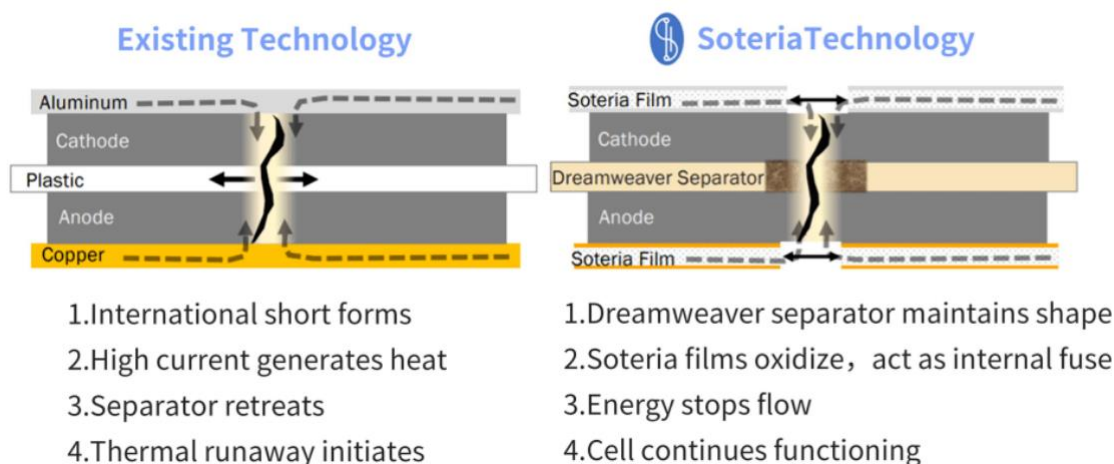 Existing Technology
Aluminum
Cathode
Plastic
Anode
Copper
1.International short forms
2.High current generates heat
3.Separator retreats
4.Thermal runaway initiates
SoteriaTechnology
Soteria Film
Cathode
Dreamweaver Separator
Anode
Soteria Film
1.Dreamweaver separator maintains shape
2.Soteria films oxidize，act as internal fuse
3.Energy stops flow
4.Cell continues functioning